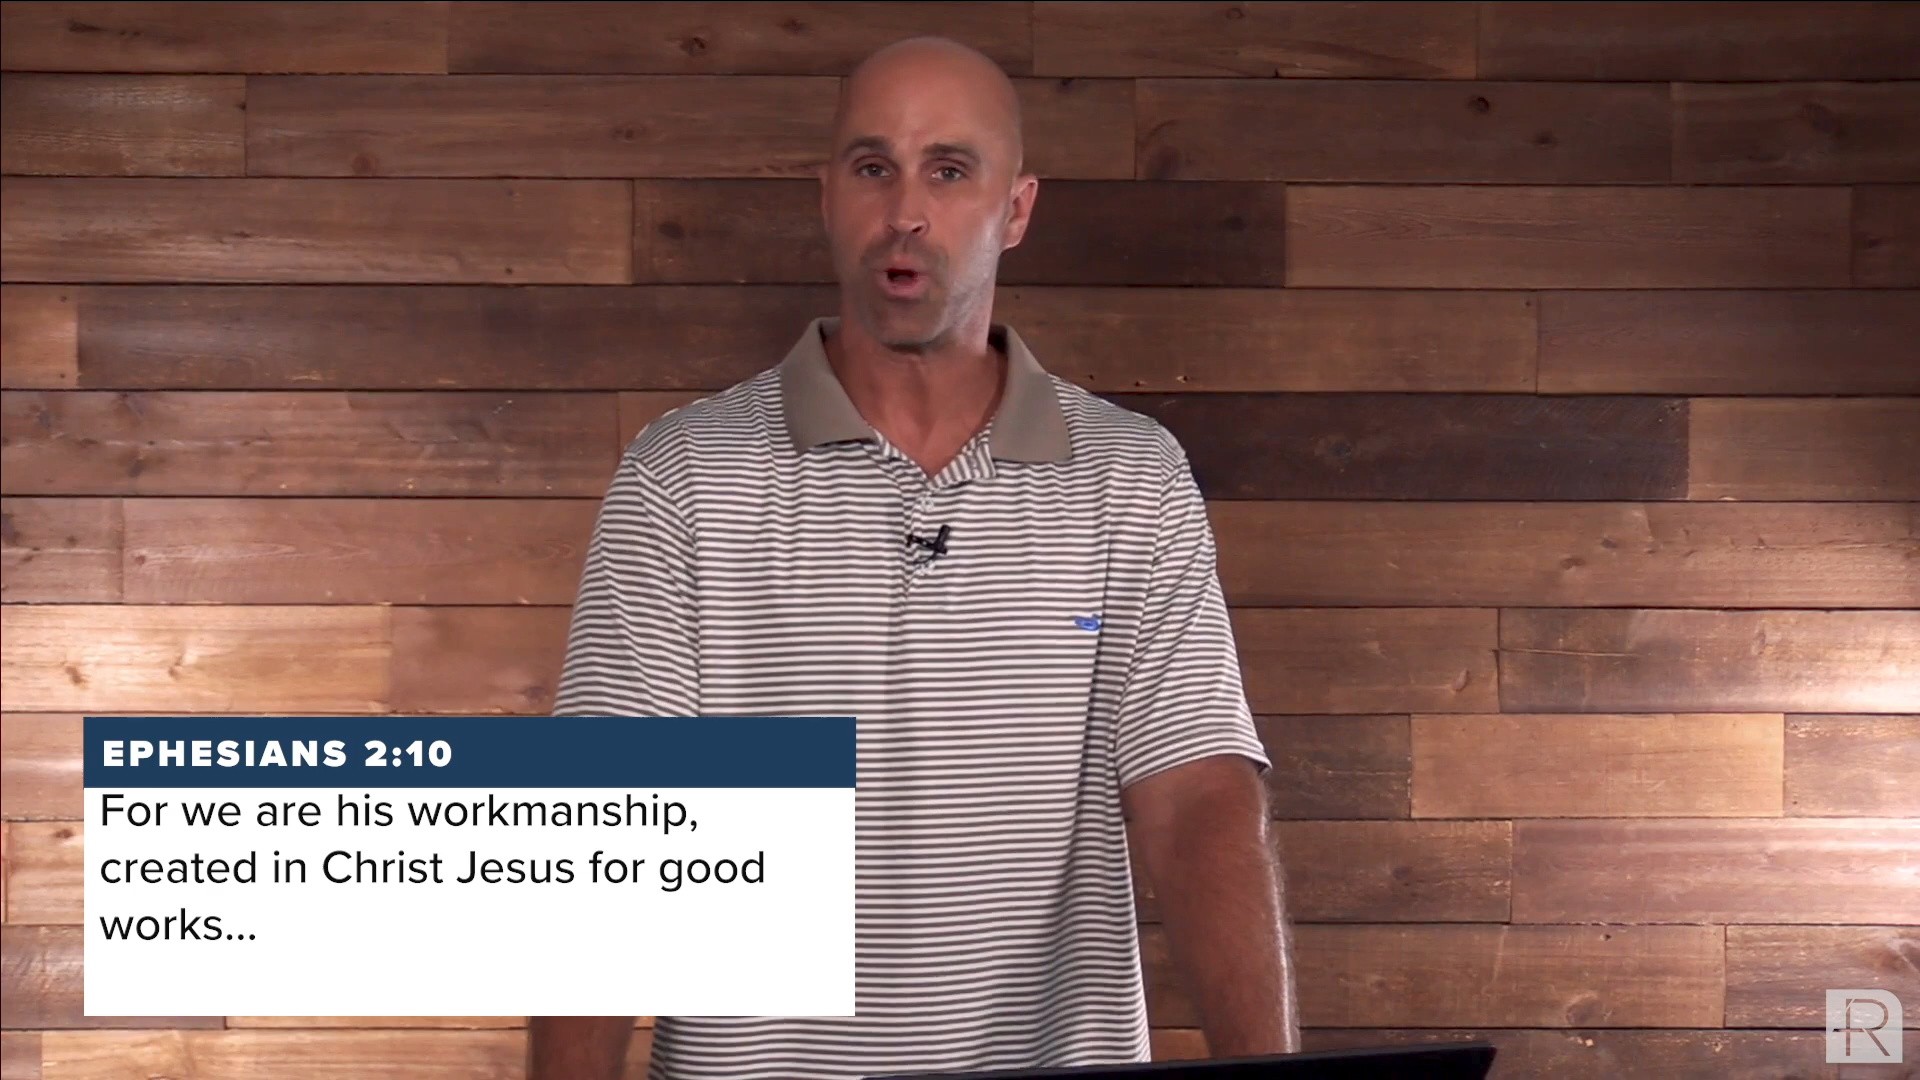 EPHESIANS 2:10
For we are his workmanship,
created in Christ Jesus for good
works...
R